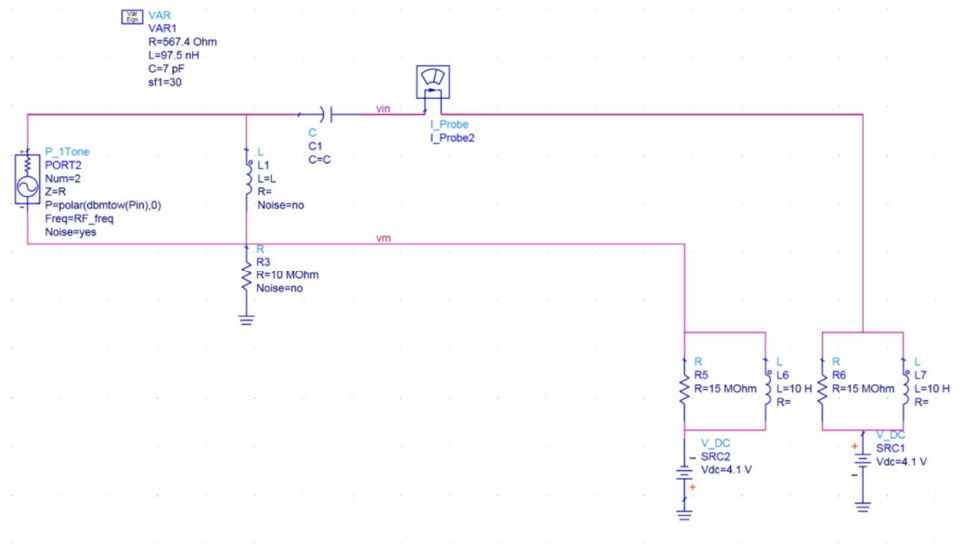 Var
Eqn
VAR
VAR1
R=567.4 Ohm
L=97.5 nH
C=7 pF
sf1=30
vin
I_Probe
I_Probe2
C
C1
C=C
P_1Tone
PORT2
Num=2
Z=R
P=polar(dbmtow(Pin),0)
Freq=RF_freq
Noise=yes
L
L1
L=L
R=
Noise=no
vm
R
R3
R=10 MOhm
Noise=no
R
R5
R=15 MOhm
L
L6
L=10 H
R=
R
R6
R=15 MOhm
L
L7
L=10 H
R=
V_DC
SRC2
Vdc=4.1 V
V_DC
SRC1
Vdc=4.1 V